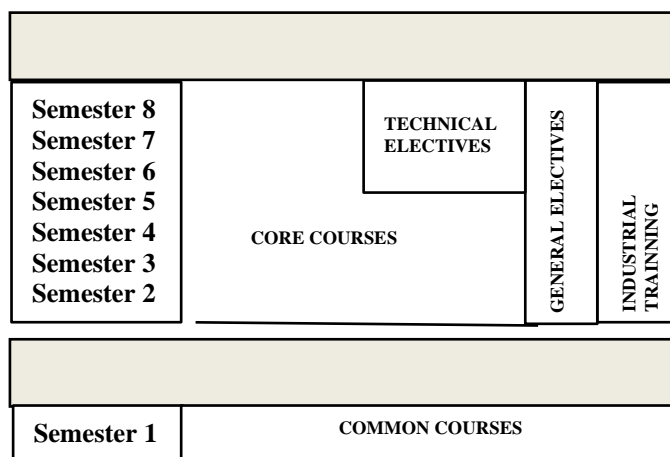 Semester 8
Semester 7
Semester 6
Semester 5
Semester 4
Semester 3
Semester 2
TECHNICAL
ELECTIVES
CORE COURSES
GENERAL ELECTIVES
INDUSTRIAL
TRAINNING
Semester 1
COMMON COURSES